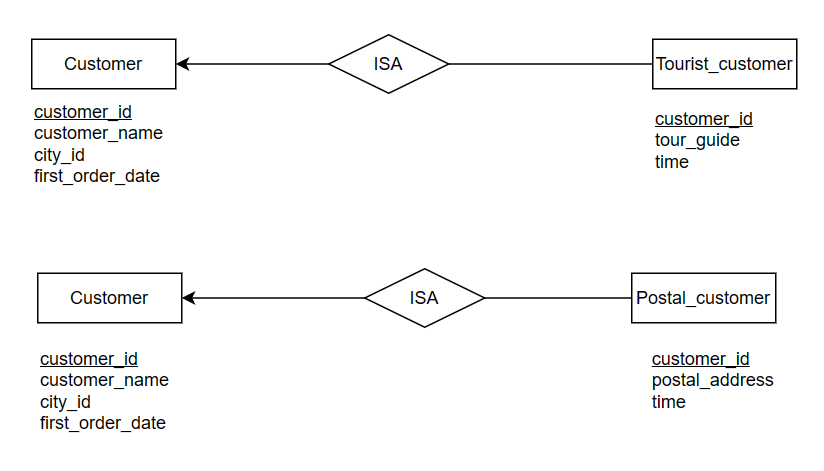 Customer
ISA
Tourist_customer
customer_id
customer_name
city_id
first_order_date
customer_id
tour_guide
time
Customer
ISA
Postal_customer
customer_id
customer_name
city_id
first_order_date
customer_id
postal_address
time